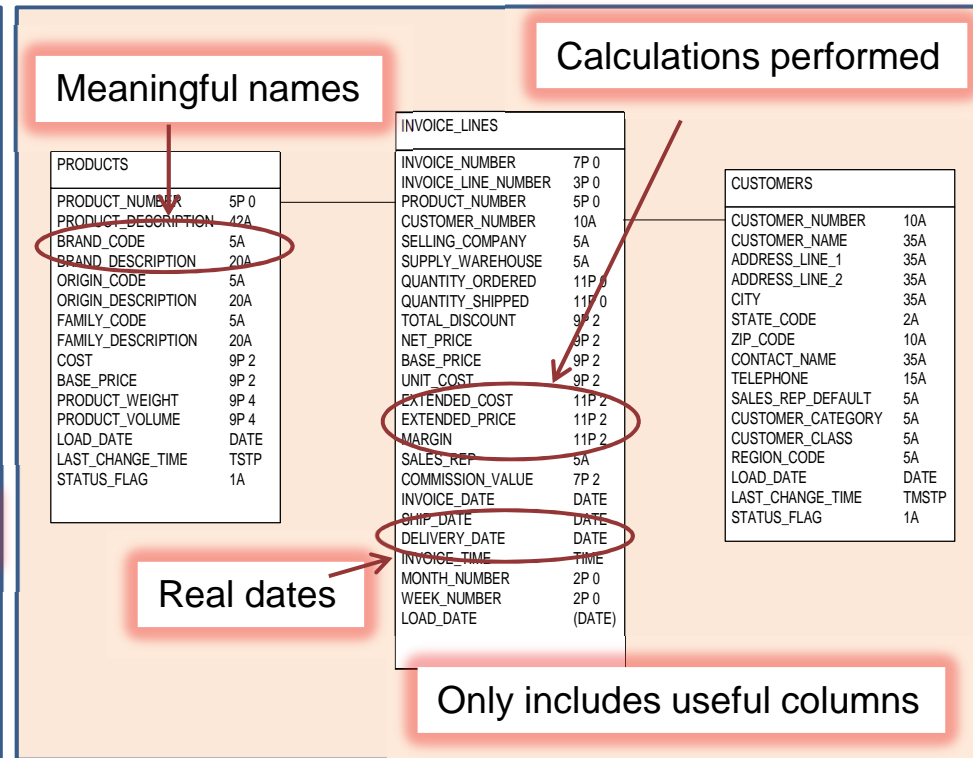 Meaningful names
Calculations performed
PRODUCTS
PRODUCT_NUMBER 5P 0
PRODUCT_DESCRIPTION 42A
BRAND_CODE 5A
BRAND_DESCRIPTION 20A
ORIGIN_CODE 5A
ORIGIN_DESCRIPTION 20A
FAMILY_CODE 5A
FAMILY_DESCRIPTION 20A
COST 9P 2
BASE_PRICE 9P 2
PRODUCT_WEIGHT 9P 4
PRODUCT_VOLUME 9P 4
LOAD_DATE DATE
LAST_CHANGE_TIME TSTP
STATUS_FLAG 1A
INVOICE_LINES
INVOICE_NUMBER 7P 0
INVOICE_LINE_NUMBER 3P 0
PRODUCT_NUMBER 5P 0
CUSTOMER_NUMBER 10A
SELLING_COMPANY 5A
SUPPLY_WAREHOUSE 5A
QUANTITY_ORDERED 11P 0
QUANTITY_SHIPPED 11P 0
TOTAL_DISCOUNT 9P 2
NET_PRICE 9P 2
BASE_PRICE 9P 2
UNIT_COST 9P 2
EXTENDED_COST 11P 2
EXTENDED_PRICE 11P 2
MARGIN 11P 2
SALES_REP 5A
COMMISSION_VALUE 7P 2
INVOICE_DATE DATE
SHIP_DATE DATE
DELIVERY_DATE DATE
INVOICE_TIME TIME
MONTH_NUMBER 2P 0
WEEK_NUMBER 2P 0
LOAD_DATE (DATE)
CUSTOMERS
CUSTOMER_NUMBER 10A
CUSTOMER_NAME 35A
ADDRESS_LINE_1 35A
ADDRESS_LINE_2 35A
CITY 35A
STATE_CODE 2A
ZIP_CODE 10A
CONTACT_NAME 35A
TELEPHONE 15A
SALES_REP_DEFAULT 5A
CUSTOMER_CATEGORY 5A
CUSTOMER_CLASS 5A
REGION_CODE 5A
LOAD_DATE DATE
LAST_CHANGE_TIME TMSTP
STATUS_FLAG 1A
Real dates
Only includes useful columns